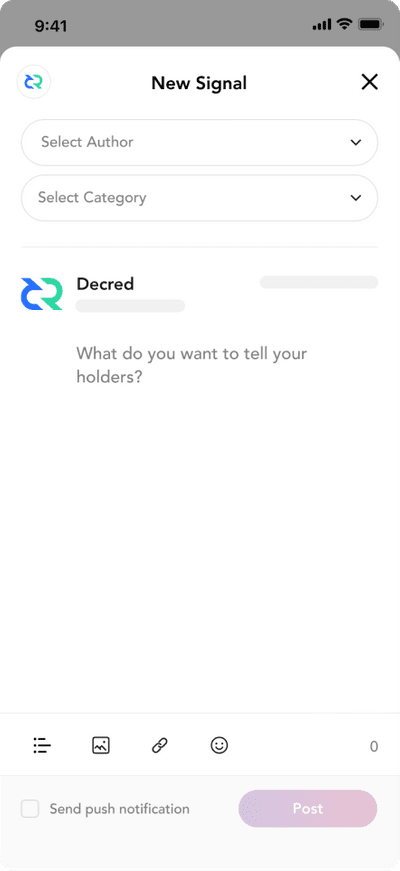 9:41
New Signal
Select Author
Select Category
Decred
What do you want to tell your
holders?
0
Send push notification
Post